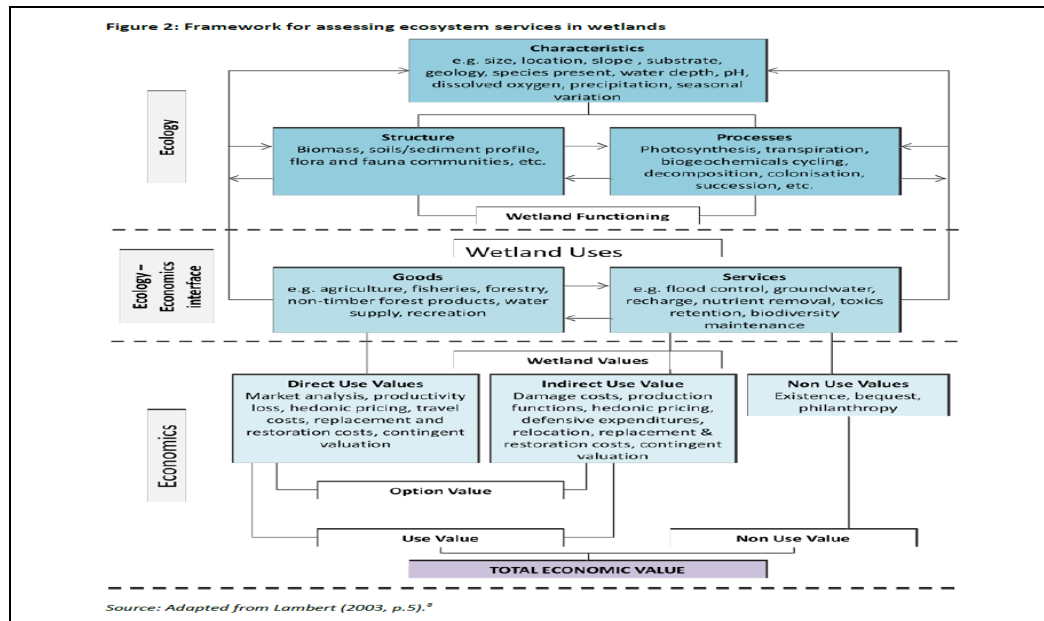 Figure 2: Framework for assessing ecosystem services in wetlands
Characteristics
e.g. size, location, slope , substrate,
geology, species present, water depth, pH,
dissolved oxygen, precipitation, seasonal
variation
Ecology
Structure
Biomass, soils/sediment profile,
flora and fauna communities, etc.
Processes
Photosynthesis, transpiration,
biogeochemicals cycling,
decomposition, colonisation,
succession, etc.
Wetland Functioning
Ecology –
Economics
interface
Wetland Uses
Goods
e.g. agriculture, fisheries, forestry,
non-timber forest products, water
supply, recreation
Services
e.g. flood control, groundwater,
recharge, nutrient removal, toxics
retention, biodiversity
maintenance
Wetland Values
Economics
Direct Use Values
Market analysis, productivity
loss, hedonic pricing, travel
costs, replacement and
restoration costs, contingent
valuation
Indirect Use Value
Damage costs, production
functions, hedonic pricing,
defensive expenditures,
relocation, replacement &
restoration costs, contingent
valuation
Non Use Values
Existence, bequest,
philanthropy
Option Value
Use Value
Non Use Value
TOTAL ECONOMIC VALUE
Source: Adapted from Lambert (2003, p.5).⁸